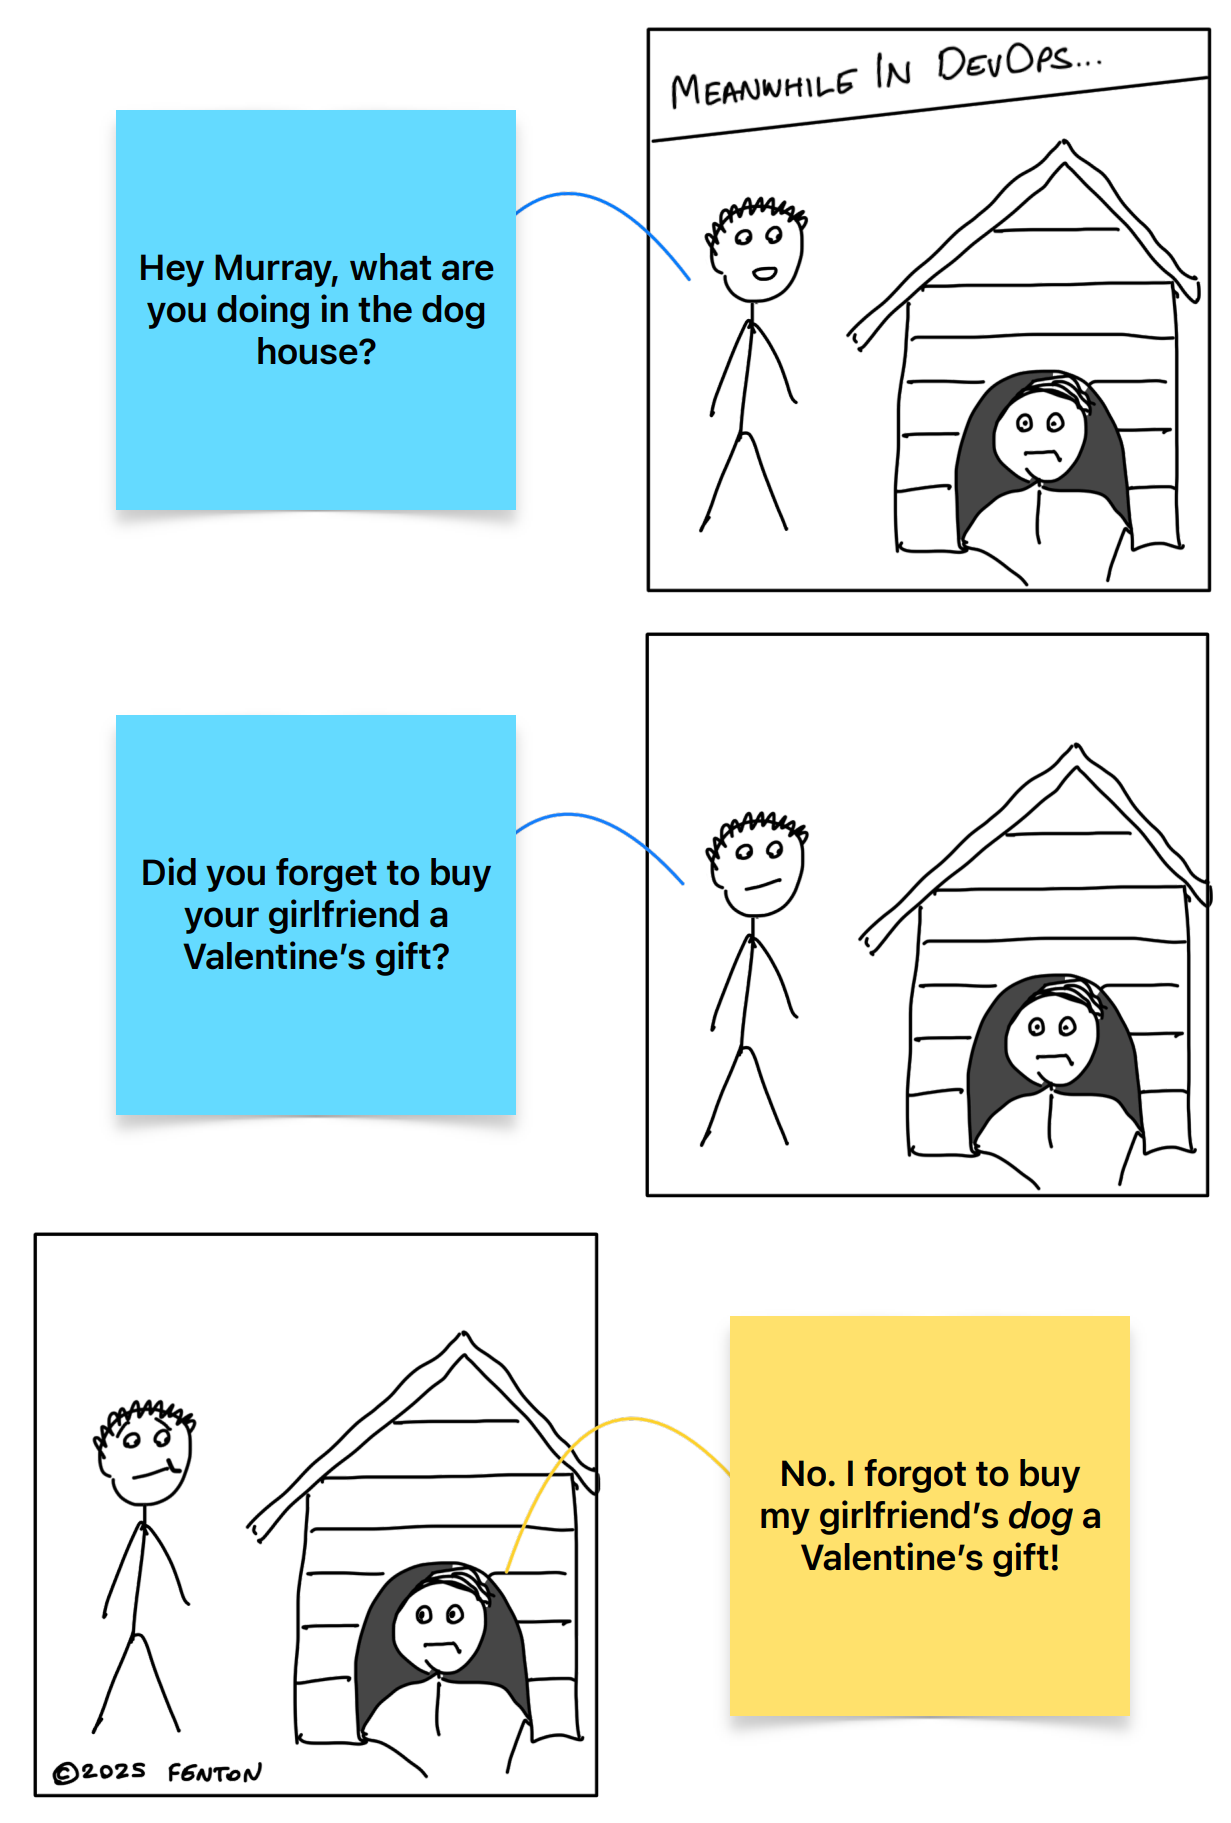 MEANWHILE IN DEVOPS...
Hey Murray, what are
you doing in the dog
house?
Did you forget to buy
your girlfriend a
Valentine’s gift?
No. I forgot to buy
my girlfriend’s dog a
Valentine’s gift!
©2025 FENTON